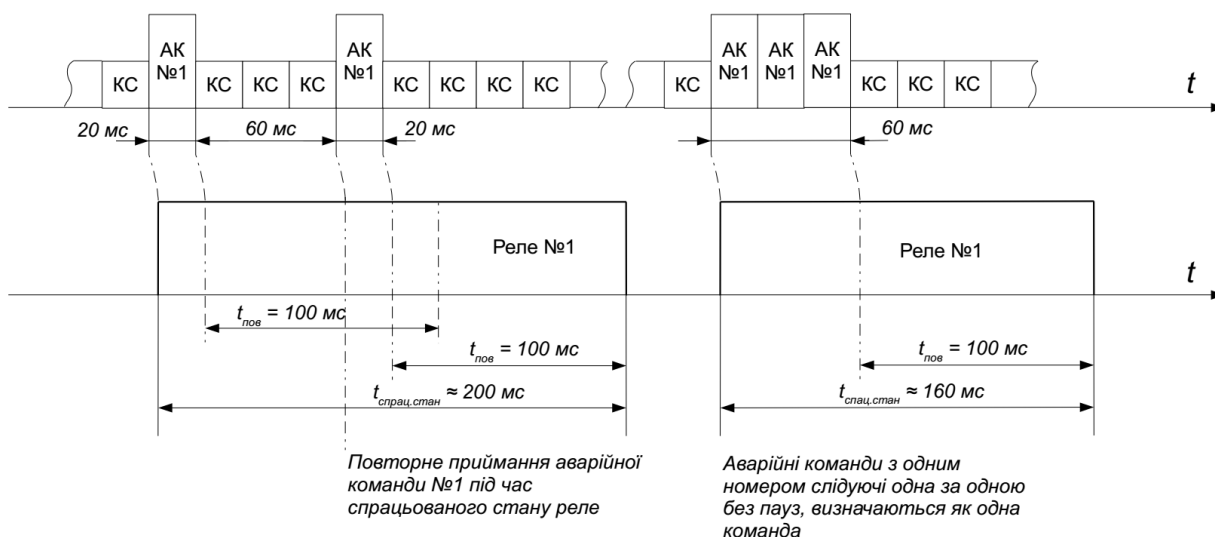 КС
АК
№1
КС
КС
КС
АК
№1
КС
КС
КС
КС
КС
АК
№1
АК
№1
АК
№1
КС
КС
КС
t
20 мс
60 мс
20 мс
60 мс
Реле №1
Реле №1
t
tпов = 100 мс
tпов = 100 мс
tпов = 100 мс
tспрац.стан ≈ 200 мс
tспац.стан ≈ 160 мс
Повторне приймання аварійної
команди №1 під час
спрацьованого стану реле
Аварійні команди з одним
номером слідуючі одна за одною
без пауз, визначаються як одна
команда